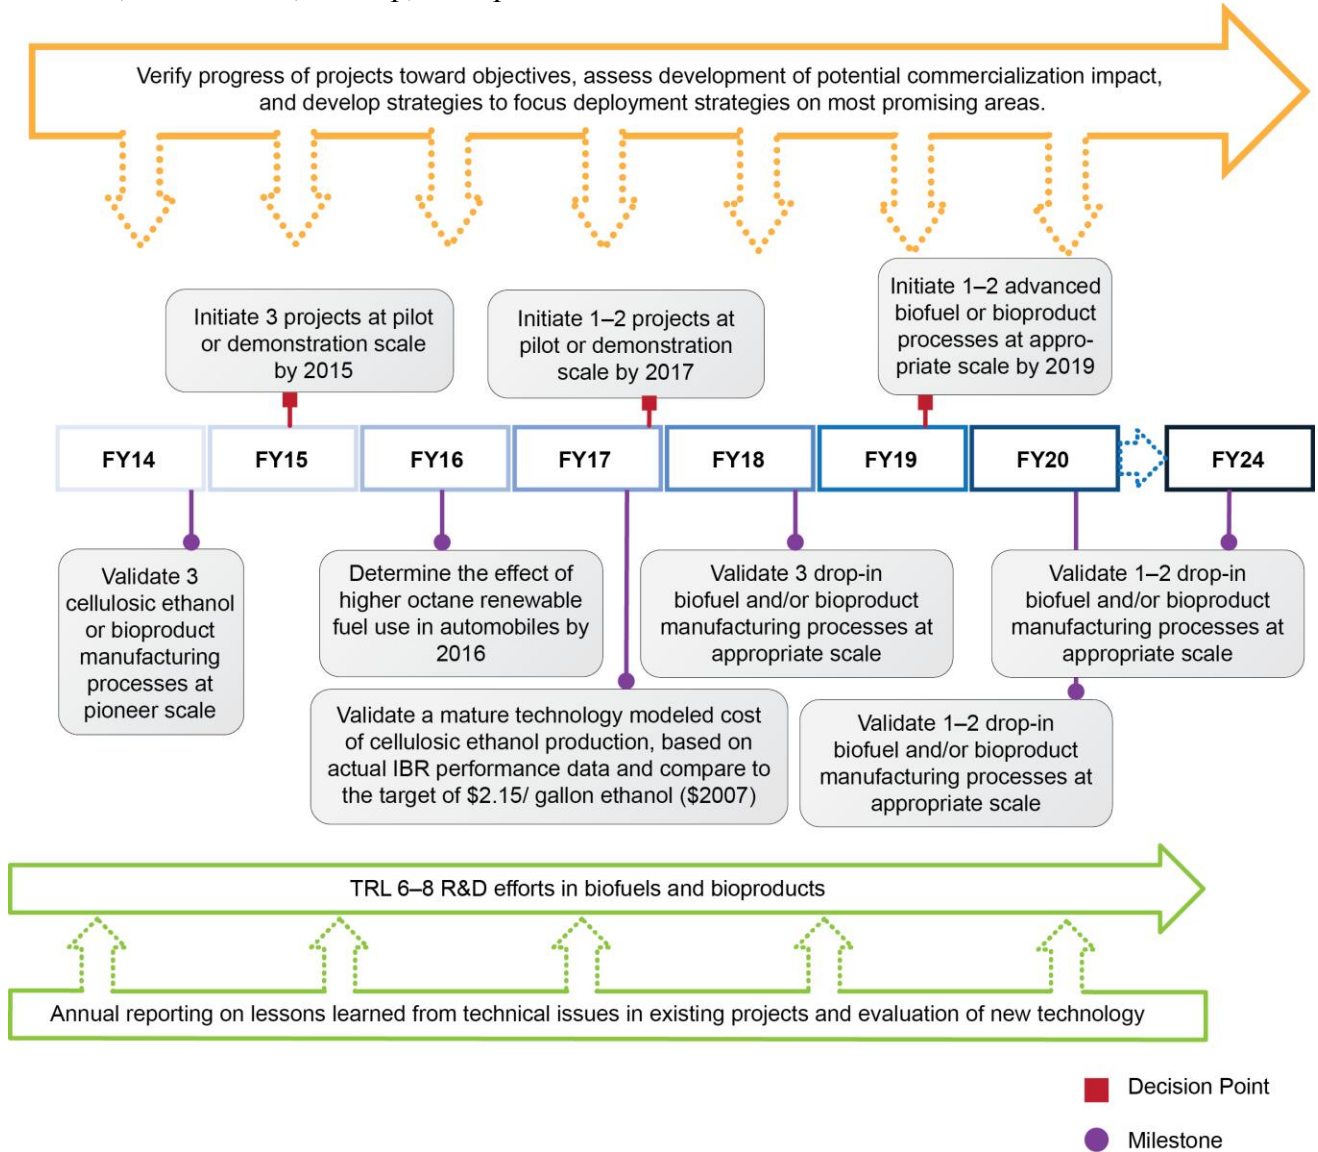 Verify progress of projects toward objectives, assess development of potential commercialization impact,
and develop strategies to focus deployment strategies on most promising areas.
Initiate 3 projects at pilot
or demonstration scale
by 2015
Initiate 1–2 projects at
pilot or demonstration
scale by 2017
Initiate 1–2 advanced
biofuel or bioproduct
processes at appro-
priate scale by 2019
FY14
FY15
FY16
FY17
FY18
FY19
FY20
FY24
Validate 3
cellulosic ethanol
or bioproduct
manufacturing
processes at
pioneer scale
Determine the effect of
higher octane renewable
fuel use in automobiles by
2016
Validate a mature technology modeled cost
of cellulosic ethanol production, based on
actual IBR performance data and compare to
the target of $2.15/ gallon ethanol ($2007)
Validate 3 drop-in
biofuel and/or bioproduct
manufacturing processes at
appropriate scale
Validate 1–2 drop-in
biofuel and/or bioproduct
manufacturing processes at
appropriate scale
Validate 1–2 drop-in
biofuel and/or bioproduct
manufacturing processes at
appropriate scale
TRL 6–8 R&D efforts in biofuels and bioproducts
Annual reporting on lessons learned from technical issues in existing projects and evaluation of new technology
Decision Point
Milestone